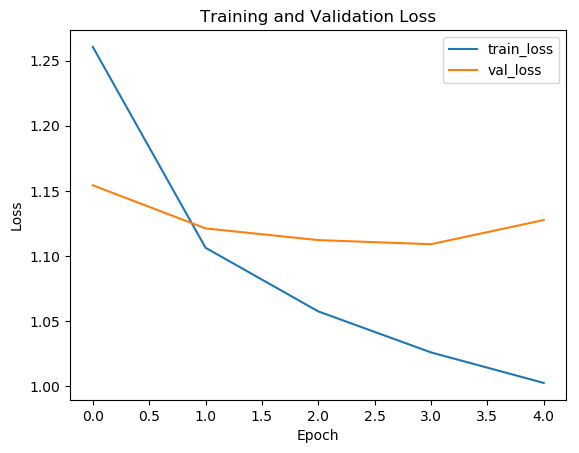 Training and Validation Loss
train_loss
val_loss
1.25
1.20
1.15
1.10
1.05
1.00
Loss
0.0 0.5 1.0 1.5 2.0 2.5 3.0 3.5 4.0
Epoch